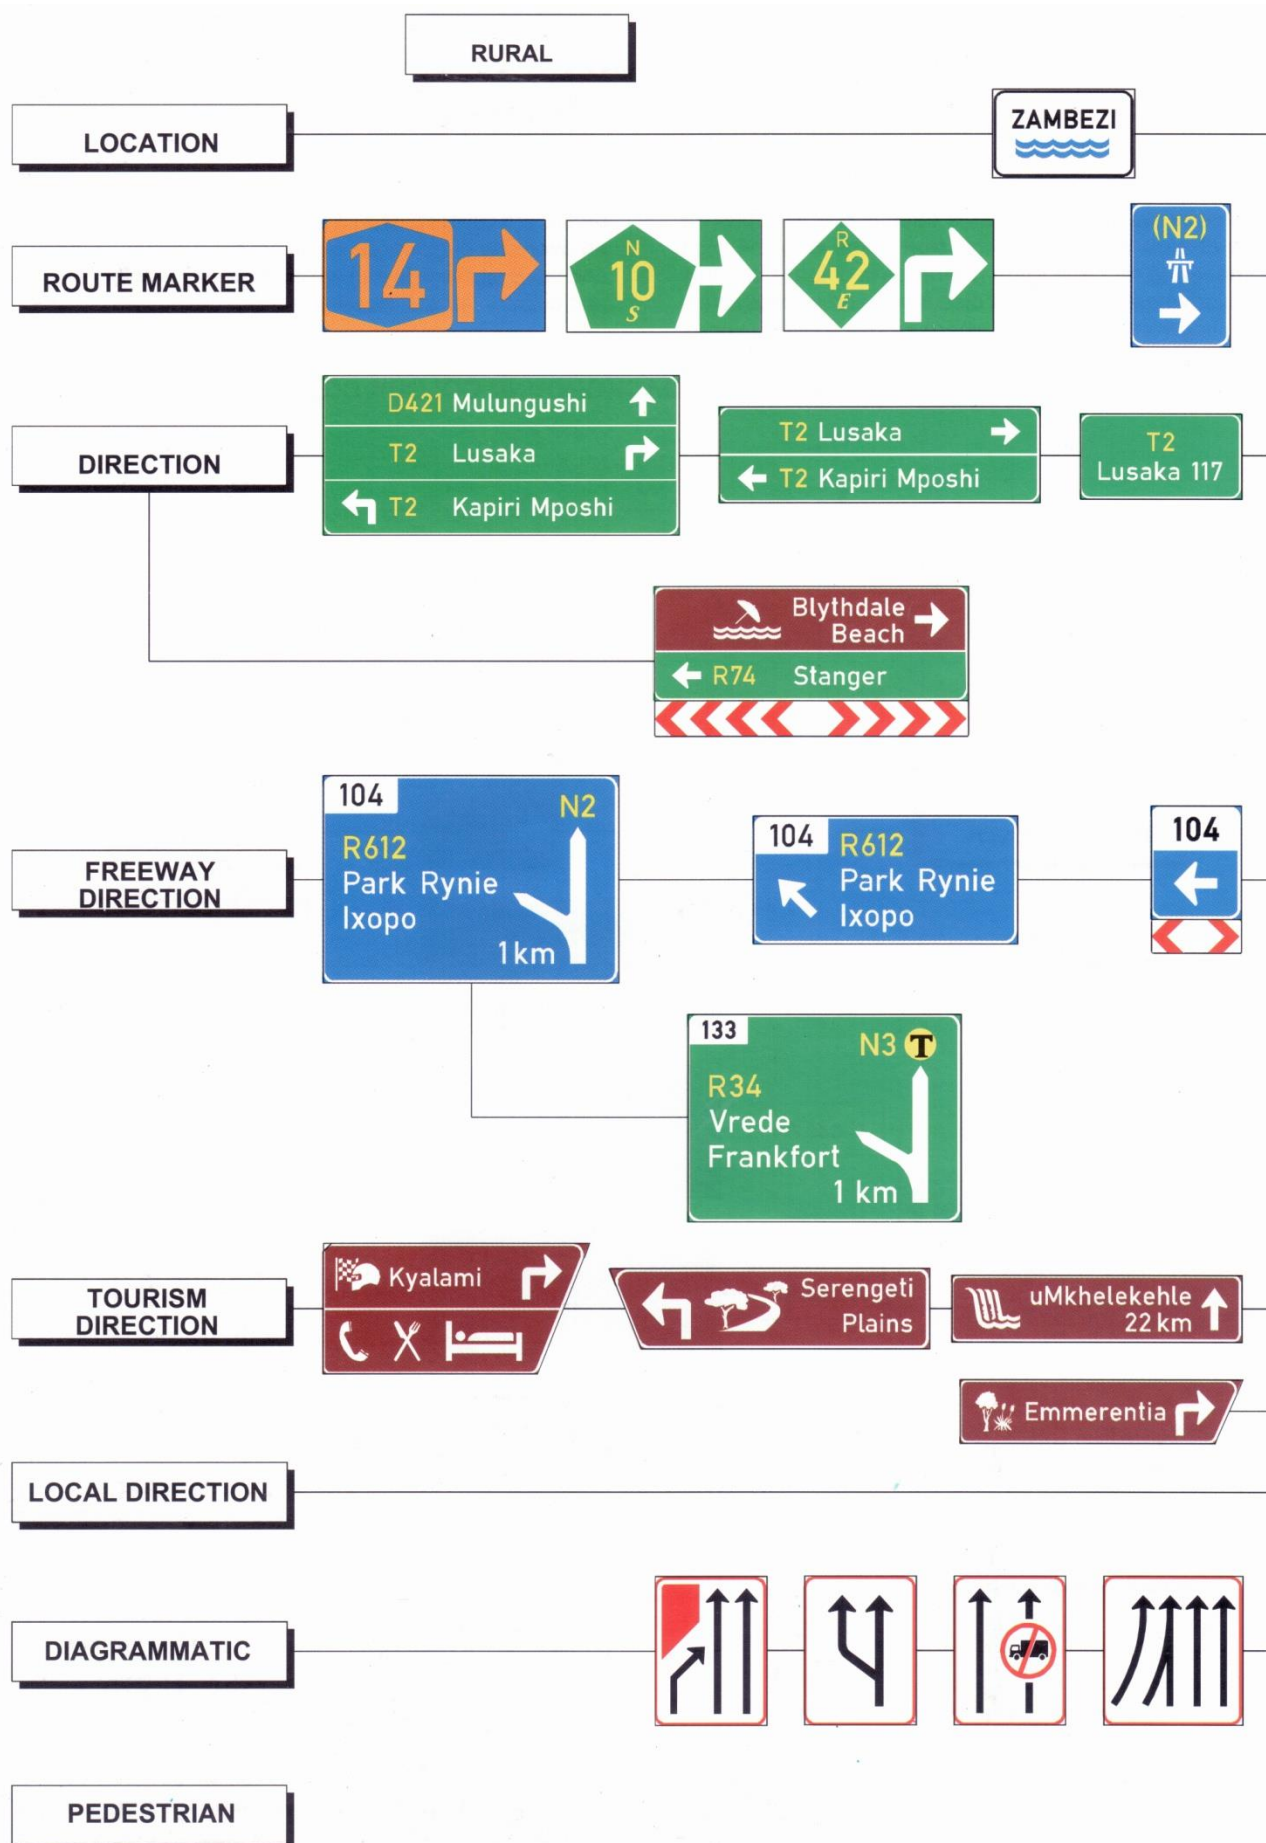 RURAL
LOCATION
ZAMBEZI
ROUTE MARKER
14
N
10
S
R
42
E
(N2)
DIRECTION
D421 Mulungushi
T2 Lusaka
T2 Kapiri Mposhi
T2 Lusaka
T2 Kapiri Mposhi
T2
Lusaka 117
Blythdale
Beach
R74 Stanger
FREEWAY
DIRECTION
104
N2
R612
Park Rynie
Ixopo
1km
104
R612
Park Rynie
Ixopo
104
133
N3 T
R34
Vrede
Frankfort
1 km
TOURISM
DIRECTION
Kyalami
Serengeti
Plains
uMkhelekehle
22 km
Emmerentia
LOCAL DIRECTION
DIAGRAMMATIC
PEDESTRIAN